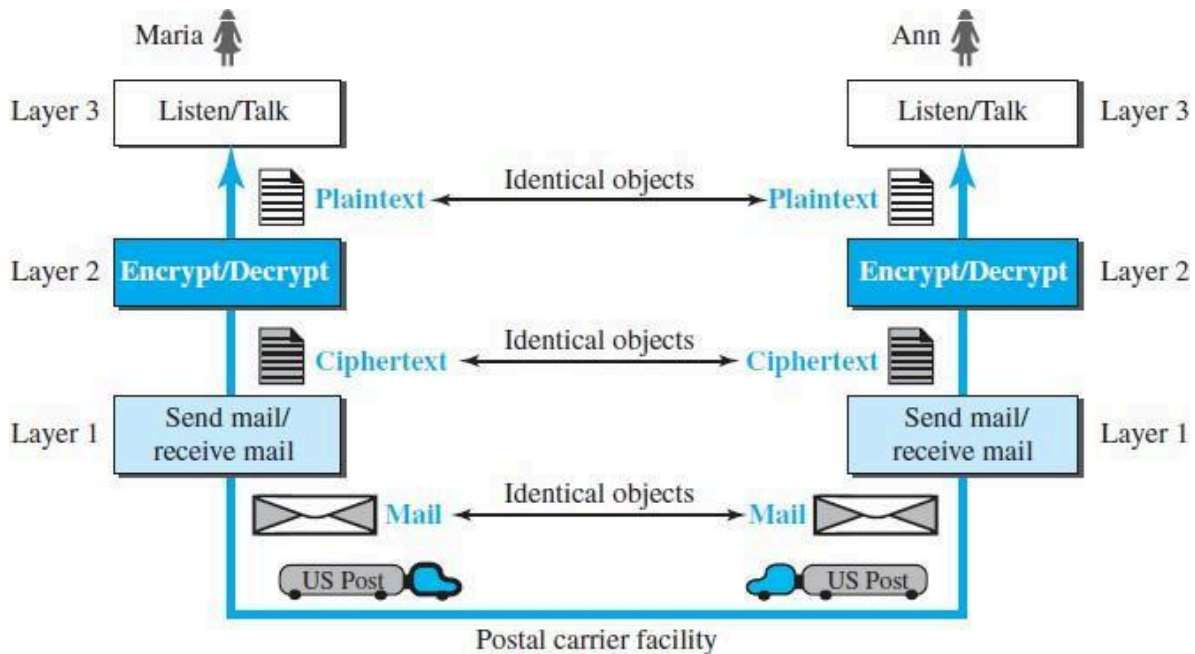 Maria
Ann
Layer 3
Listen/Talk
Listen/Talk
Layer 3
Plaintext
Identical objects
Plaintext
Layer 2
Encrypt/Decrypt
Encrypt/Decrypt
Layer 2
Ciphertext
Identical objects
Ciphertext
Layer 1
Send mail/
receive mail
Send mail/
receive mail
Layer 1
Mail
Identical objects
Mail
US Post
US Post
Postal carrier facility